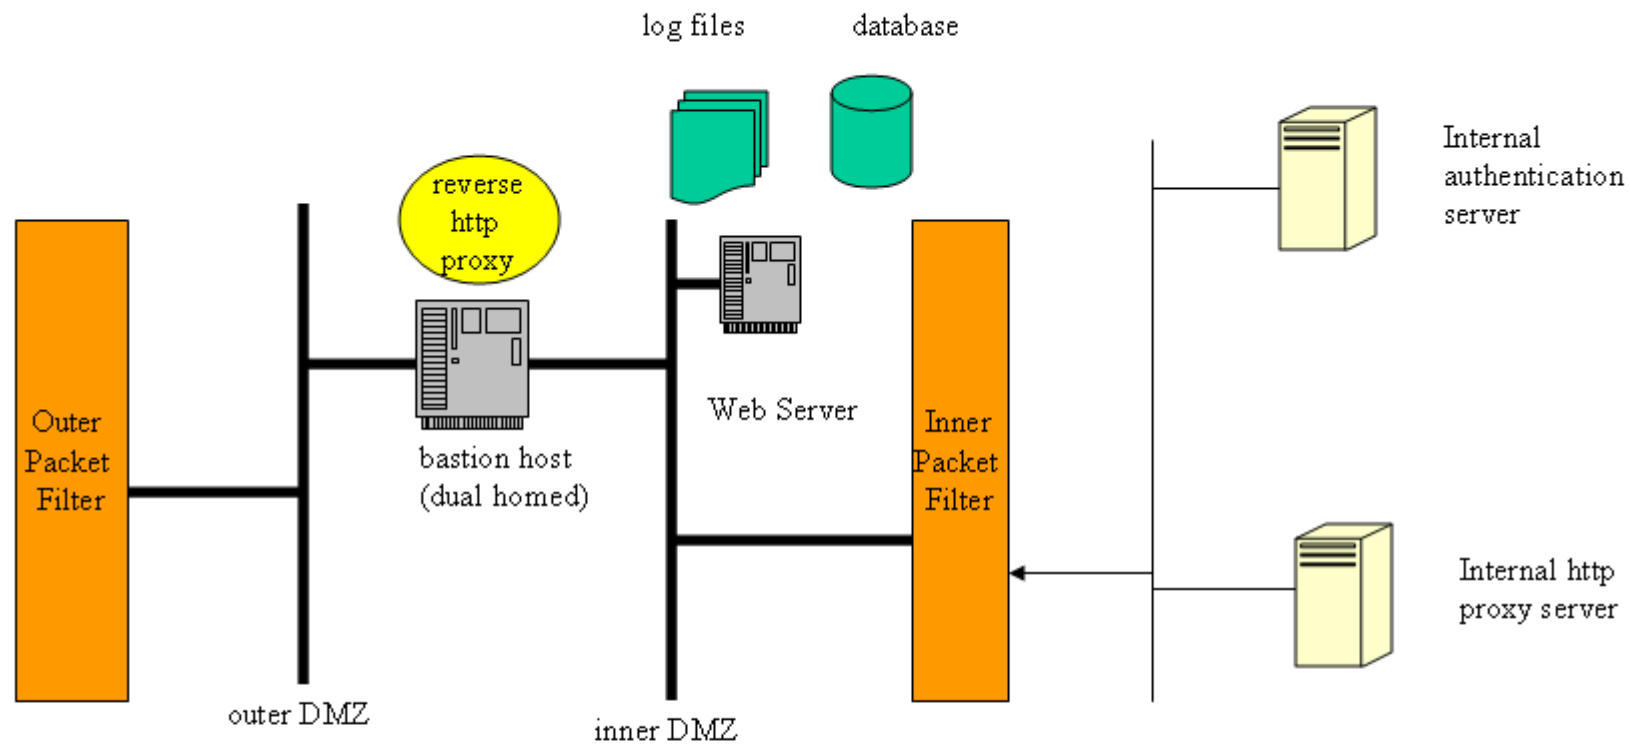 log files
database
reverse
http
proxy
Internal
authentication
server
Outer
Packet
Filter
Web Server
Inner
Packet
Filter
bastion host
(dual homed)
Internal http
proxy server
outer DMZ
inner DMZ